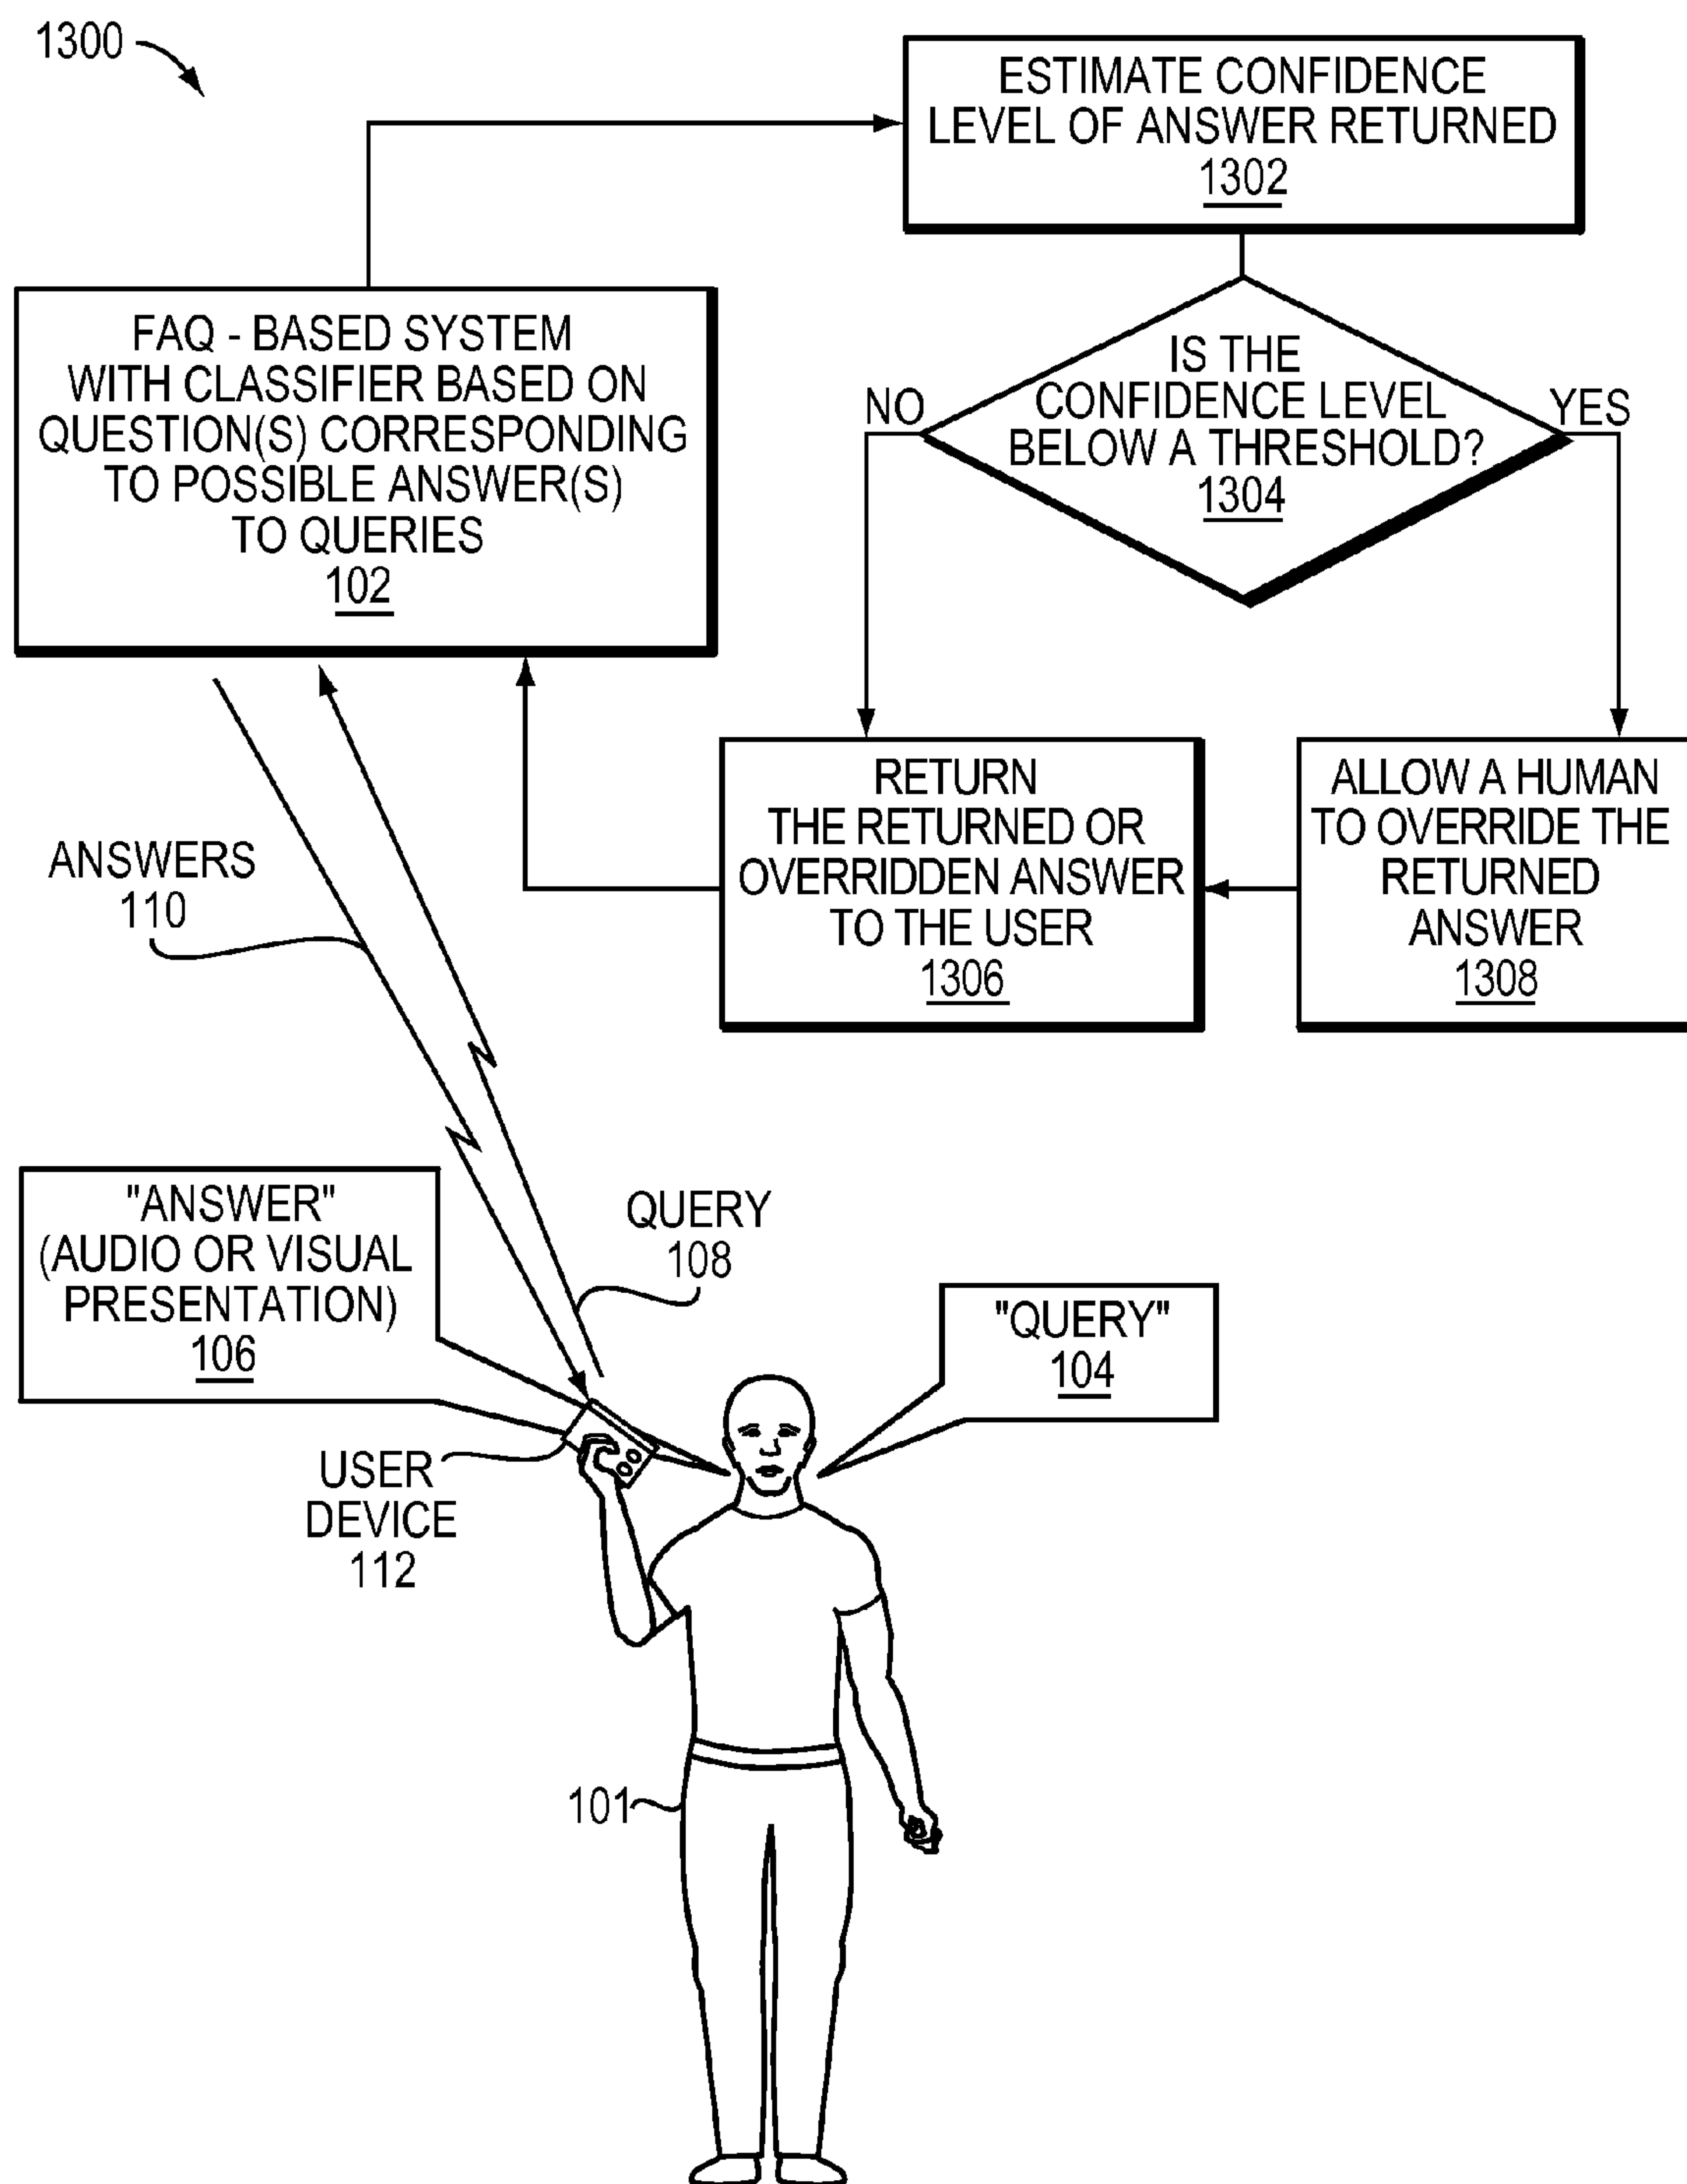 1300
ESTIMATE CONFIDENCE
LEVEL OF ANSWER RETURNED
1302
FAQ - BASED SYSTEM
WITH CLASSIFIER BASED ON
QUESTION(S) CORRESPONDING
TO POSSIBLE ANSWER(S)
TO QUERIES
102
IS THE
CONFIDENCE LEVEL
BELOW A THRESHOLD?
1304
NO
YES
RETURN
THE RETURNED OR
OVERRIDDEN ANSWER
TO THE USER
1306
ALLOW A HUMAN
TO OVERRIDE THE
RETURNED
ANSWER
1308
ANSWERS
110
"ANSWER"
(AUDIO OR VISUAL
PRESENTATION)
106
QUERY
108
"QUERY"
104
USER
DEVICE
112
101